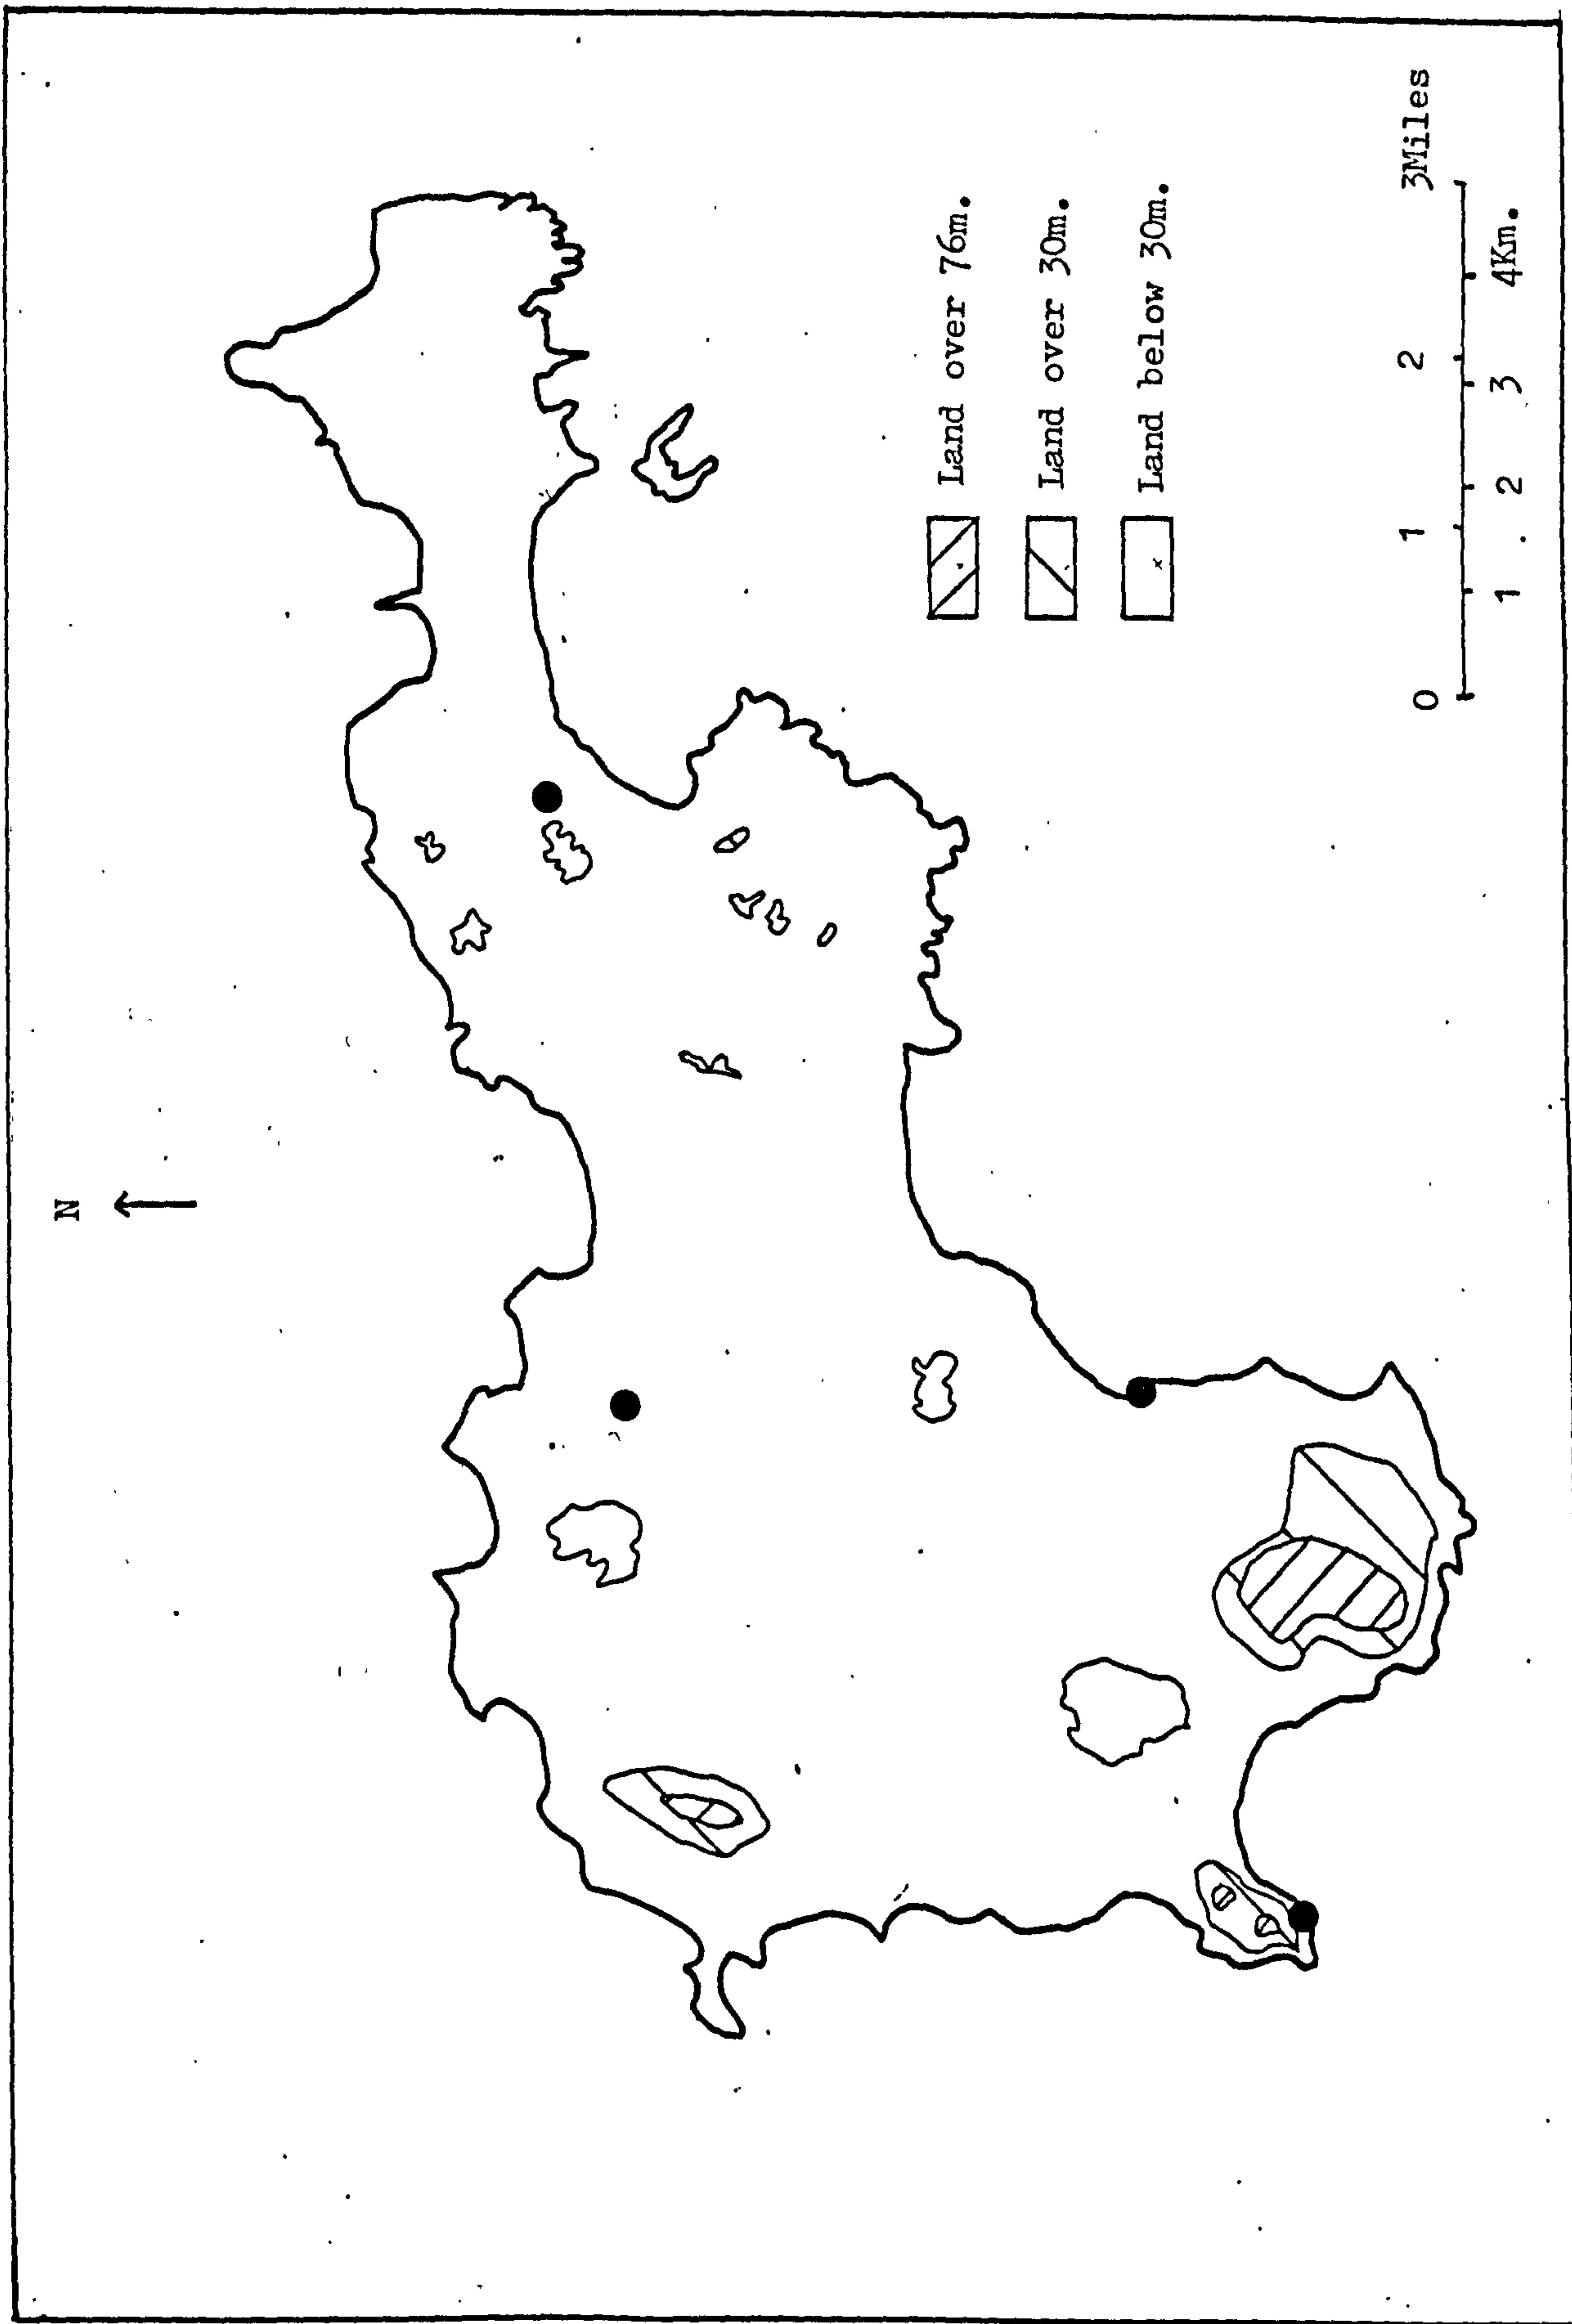 N
Land over 76m.
Land over 30m.
Land below 30m.
0 1 2 3Miles
1 2 3 4Km.